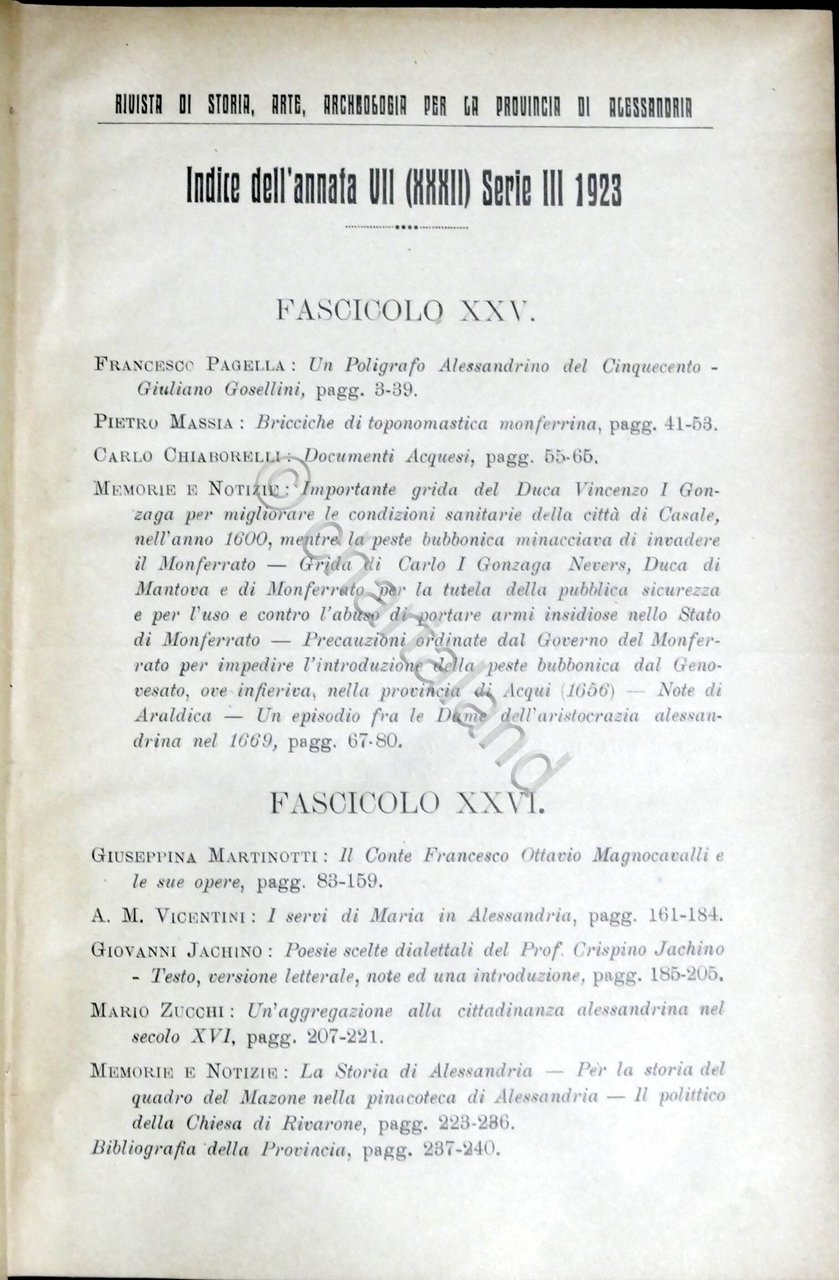 RIVISTA DI STORIA, ARTE, ARCHEOLOGIA PER LA PROVINCIA DI ALESSANDRIA
Indice dell'annata VII (XXXII) Serie III 1923
FASCICOLO XXV.
FRANCESCO PAGELLA : Un Poligrafo Alessandrino del Cinquecento -
Giuliano Gosellini, pagg. 3-39.
PIETRO MASSIA : Bricciche di toponomastica monferrina, pagg. 41-53.
CARLO CHIABORELLI : Documenti Acquesi, pagg. 55-65.
MEMORIE E NOTIZIE : Importante grida del Duca Vincenzo I Gon-
zaga per migliorare le condizioni sanitarie della città di Casale,
nell'anno 1600, mentre la peste bubbonica minacciava di invadere
il Monferrato — Grida di Carlo I Gonzaga Nevers, Duca di
Mantova e di Monferrato per la tutela della pubblica sicurezza
e per l'uso e contro l'abuso di portare armi insidiose nello Stato
di Monferrato — Precauzioni ordinate dal Governo del Monfer-
rato per impedire l'introduzione della peste bubbonica dal Geno-
vesato, ove infieriva, nella provincia di Acqui (1656) — Note di
Araldica — Un episodio fra le Dame dell'aristocrazia alessan-
drina nel 1669, pagg. 67-80.
FASCICOLO XXVI.
GIUSEPPINA MARTINOTTI : Il Conte Francesco Ottavio Magnocavalli e
le sue opere, pagg. 83-159.
A. M. VICENTINI : I servi di Maria in Alessandria, pagg. 161-184.
GIOVANNI JACHINO : Poesie scelte dialettali del Prof. Crispino Jachino
- Testo, versione letterale, note ed una introduzione, pagg. 185-205.
MARIO ZUCCHI : Un'aggregazione alla cittadinanza alessandrina nel
secolo XVI, pagg. 207-221.
MEMORIE E NOTIZIE : La Storia di Alessandria — Per la storia del
quadro del Mazone nella pinacoteca di Alessandria — Il polittico
della Chiesa di Rivarone, pagg. 223-236.
Bibliografia della Provincia, pagg. 237-240.
© chartaland